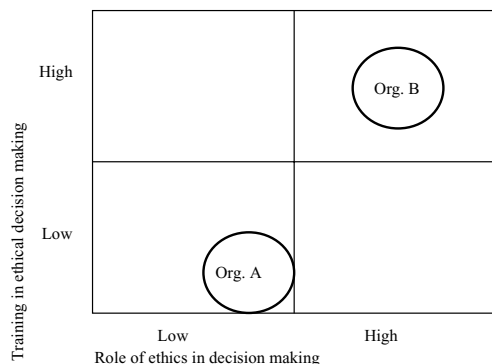 Training in ethical decision making
High
Org. B
Low
Org. A
Low High
Role of ethics in decision making